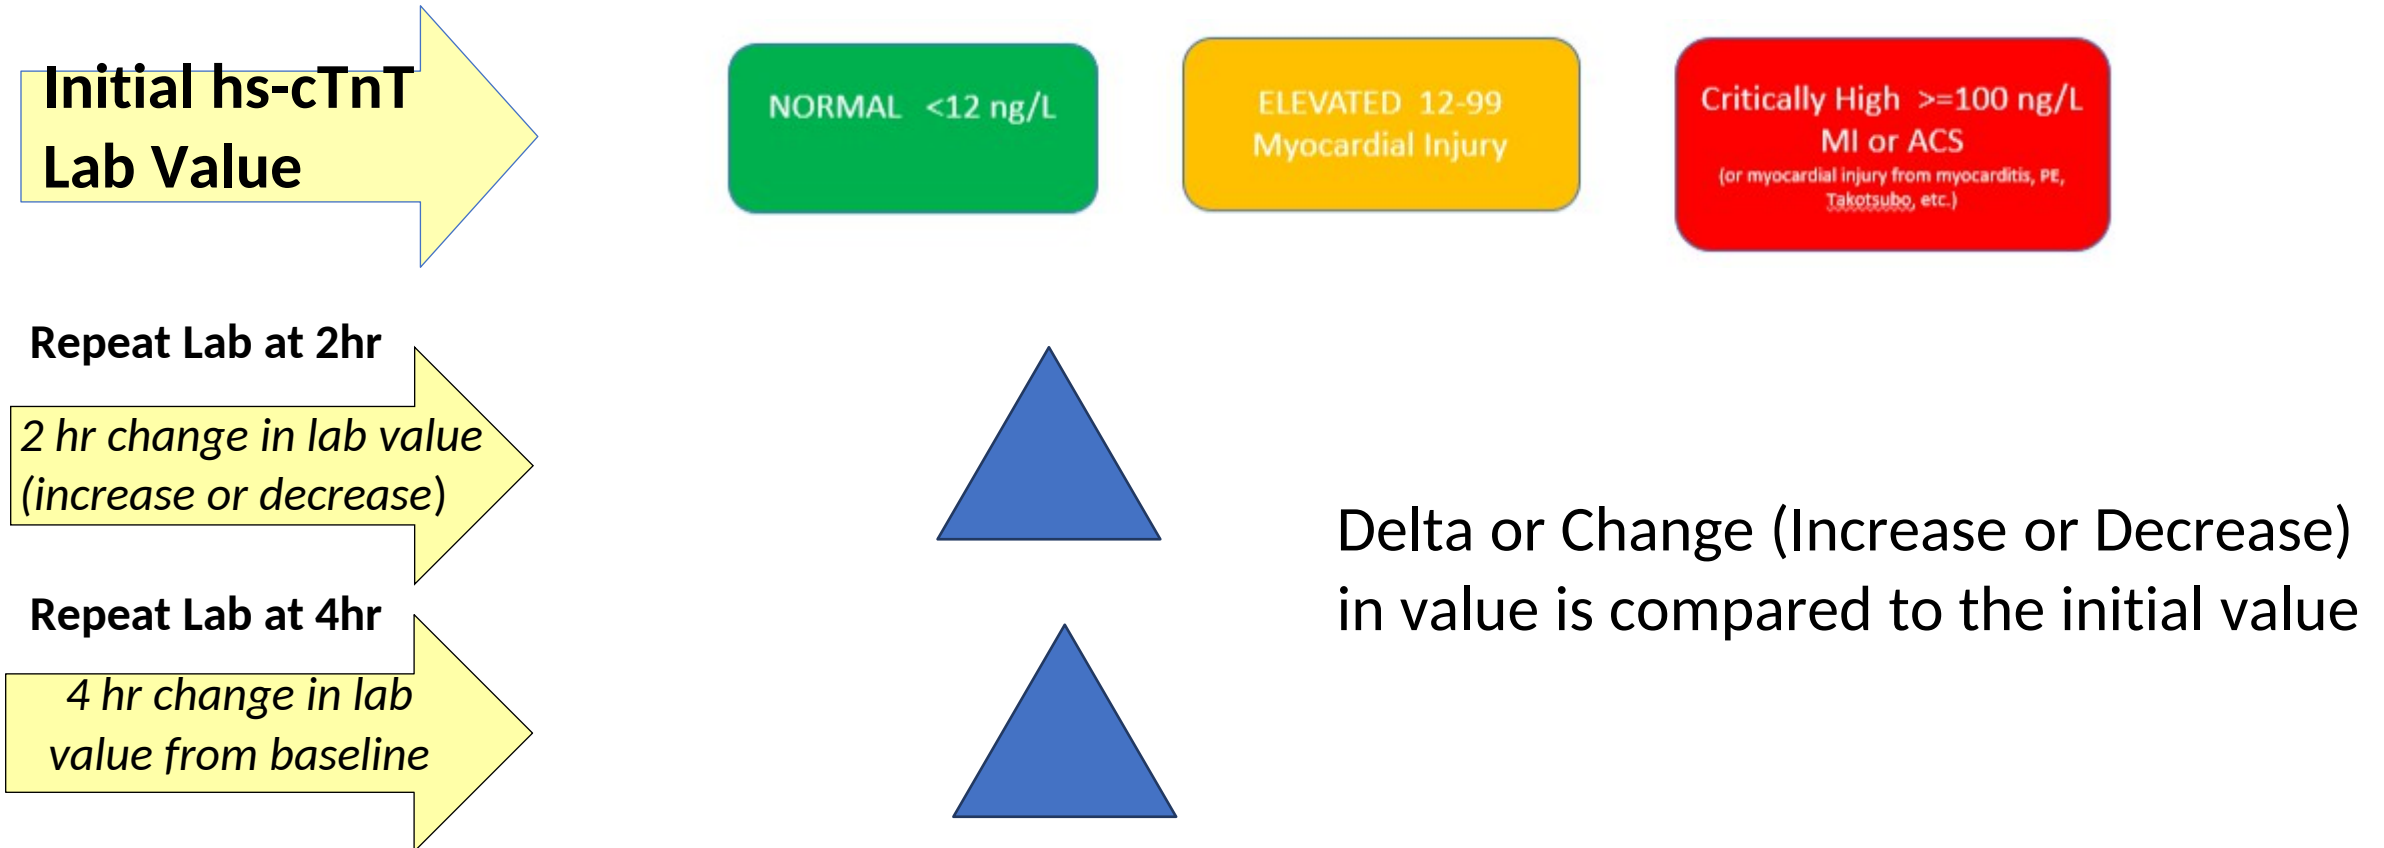 Initial hs-cTnT
Lab Value
NORMAL <12 ng/L
ELEVATED 12-99
Myocardial Injury
Critically High >=100 ng/L
MI or ACS
(or myocardial injury from myocarditis, PE,
Takotsubo, etc.)
Repeat Lab at 2hr
2 hr change in lab value
(increase or decrease)
Delta or Change (Increase or Decrease)
in value is compared to the initial value
Repeat Lab at 4hr
4 hr change in lab
value from baseline